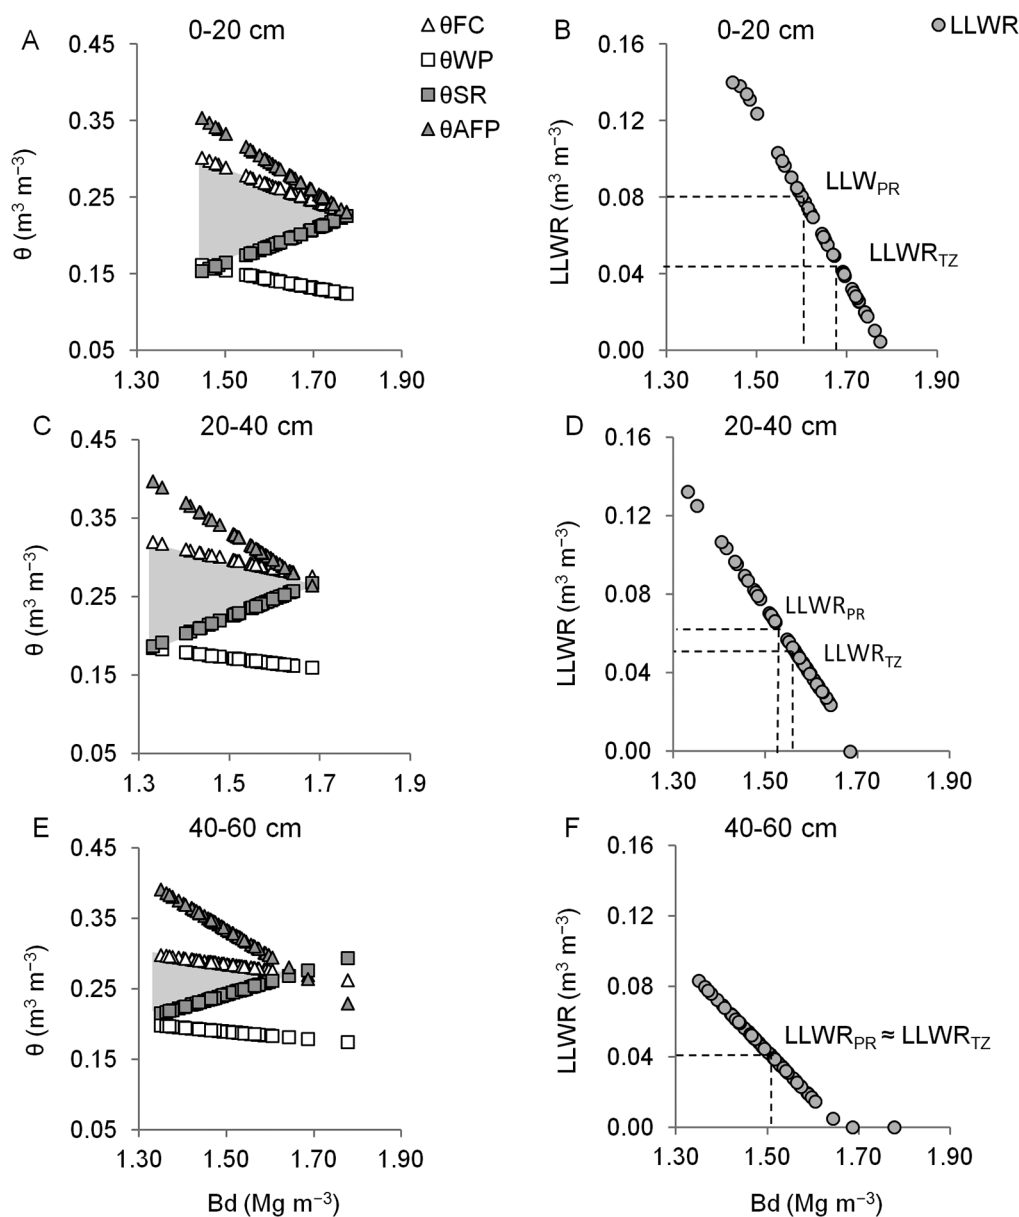 A
0-20 cm
θFC
θWP
θSR
θAFP
0.45
0.35
0.25
0.15
0.05
θ (m³ m⁻³)
1.30
1.50
1.70
1.90
B
0-20 cm
LLWR
0.16
0.12
0.08
0.04
0.00
LLWR (m³ m⁻³)
LLW_PR
LLWR_TZ
1.30
1.50
1.70
1.90
C
20-40 cm
0.45
0.35
0.25
0.15
0.05
θ (m³ m⁻³)
1.3
1.5
1.7
1.9
D
20-40 cm
0.16
0.12
0.08
0.04
0.00
LLWR (m³ m⁻³)
LLWR_PR
LLWR_TZ
1.30
1.50
1.70
1.90
E
40-60 cm
0.45
0.35
0.25
0.15
0.05
θ (m³ m⁻³)
1.30
1.50
1.70
1.90
Bd (Mg m⁻³)
F
40-60 cm
0.16
0.12
0.08
0.04
0.00
LLWR (m³ m⁻³)
LLWR_PR ≈ LLWR_TZ
1.30
1.50
1.70
1.90
Bd (Mg m⁻³)